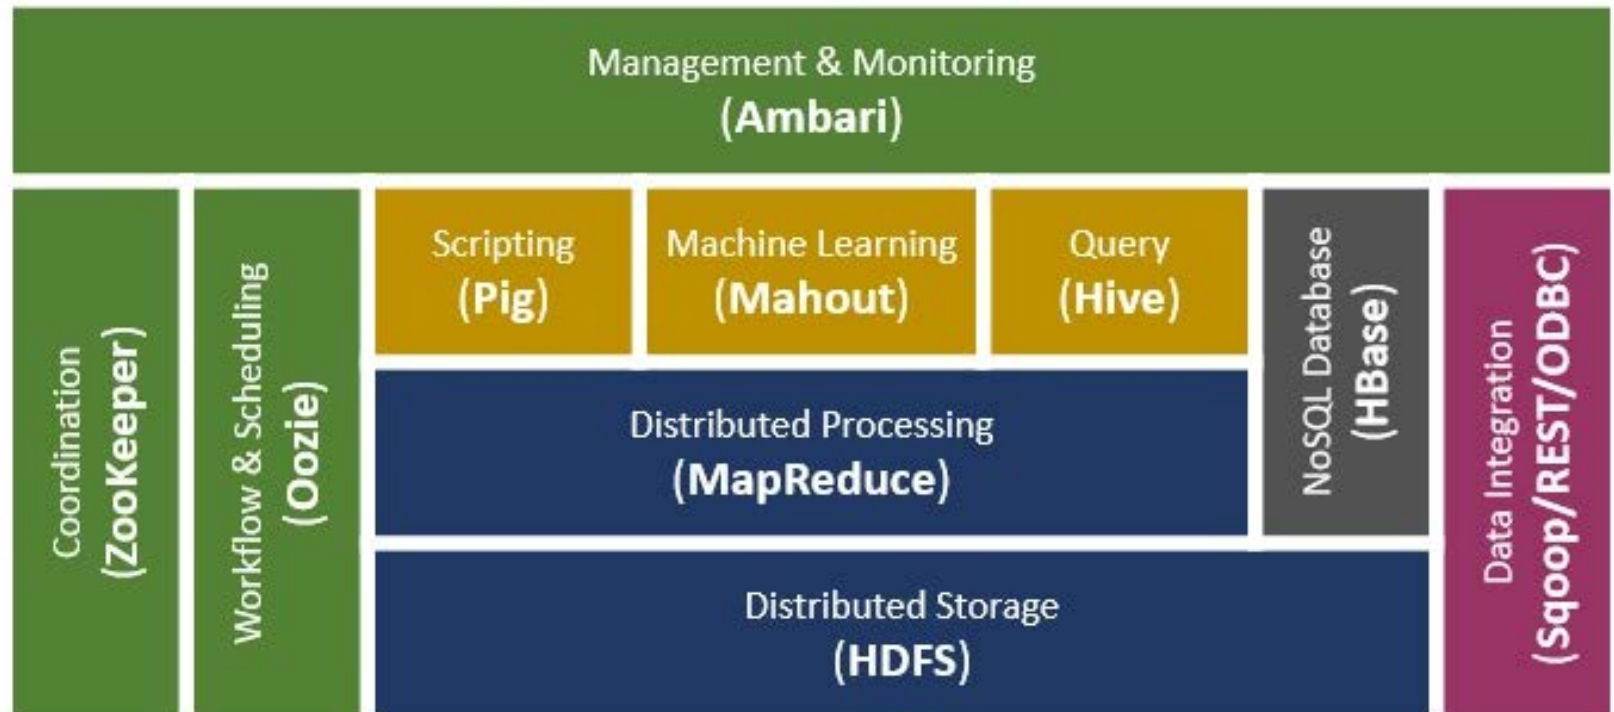 Management & Monitoring
(Ambari)
Coordination
(ZooKeeper)
Workflow & Scheduling
(Oozie)
Scripting
(Pig)
Machine Learning
(Mahout)
Query
(Hive)
Distributed Processing
(MapReduce)
NoSQL Database
(HBase)
Distributed Storage
(HDFS)
Data Integration
(Sqoop/REST/ODBC)